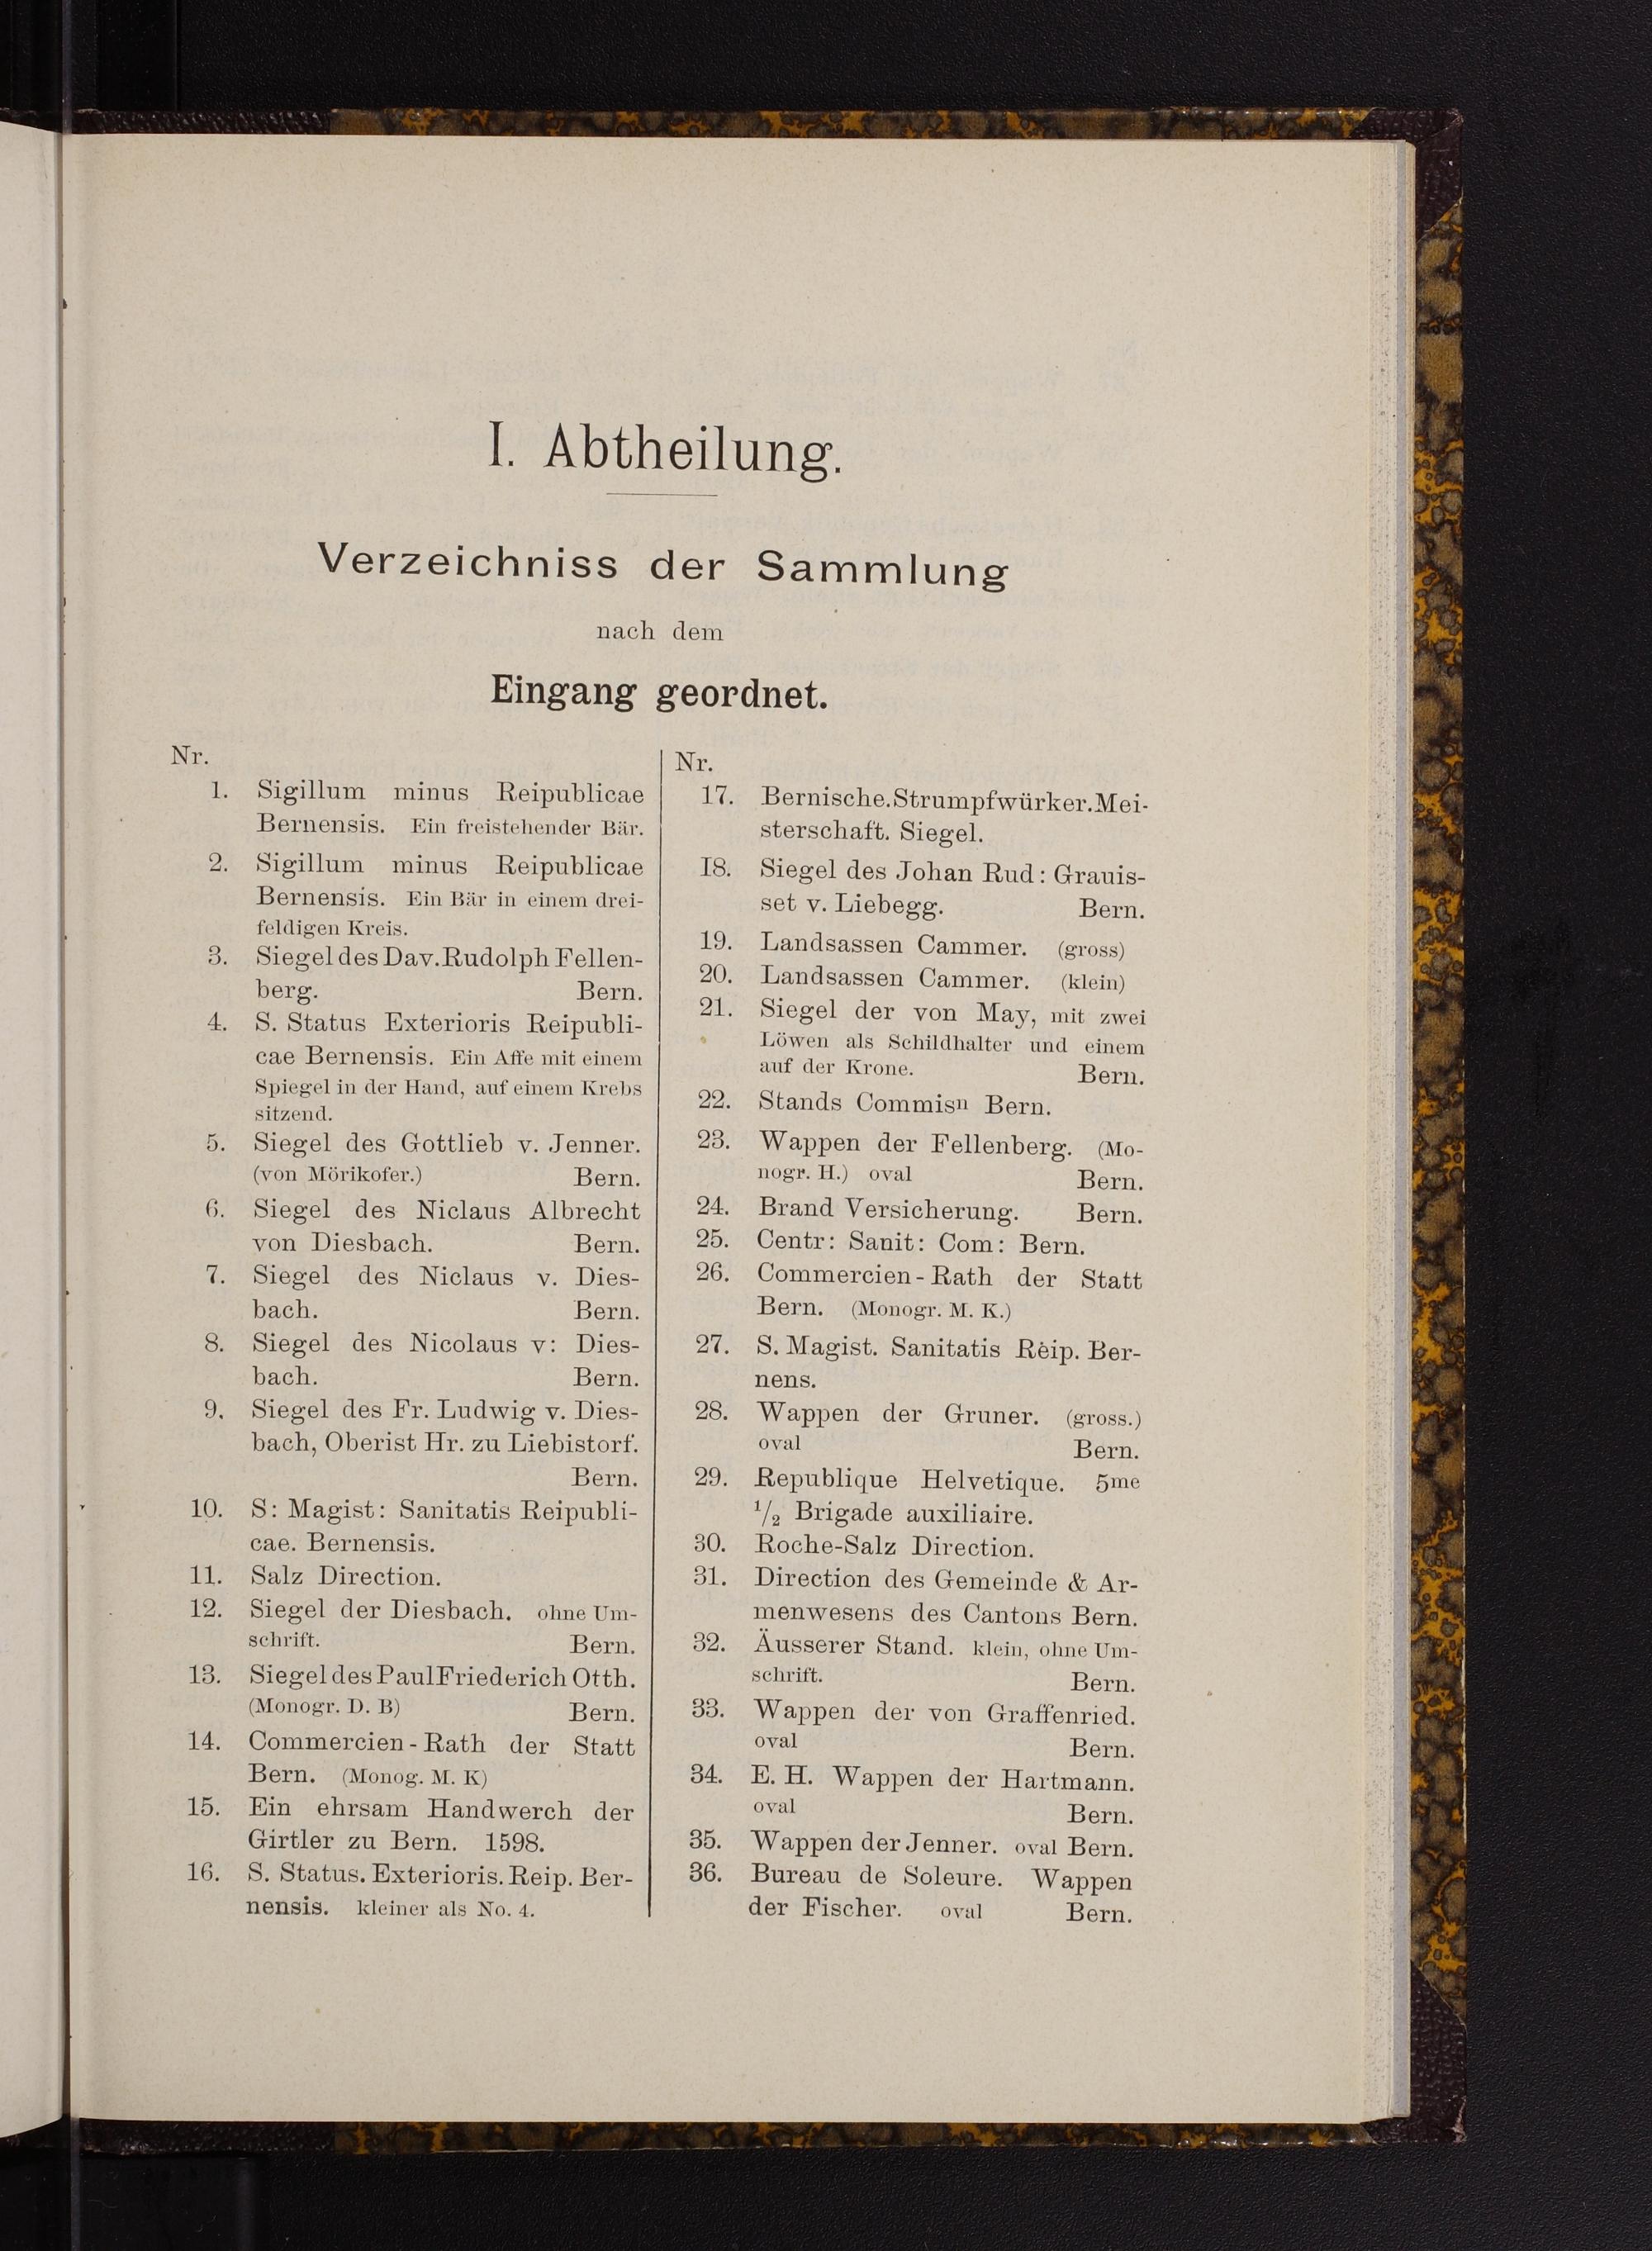 I. Abtheilung.
Verzeichniss der Sammlung
nach dem
Eingang geordnet.
Nr.
1. Sigillum minus Reipublicae
Bernensis. Ein freistehender Bär.
2. Sigillum minus Reipublicae
Bernensis. Ein Bär in einem drei-
feldigen Kreis.
3. Siegel des Dav. Rudolph Fellen-
berg. Bern.
4. S. Status Exterioris Reipubli-
cae Bernensis. Ein Affe mit einem
Spiegel in der Hand, auf einem Krebs
sitzend.
5. Siegel des Gottlieb v. Jenner.
(von Mörikofer.) Bern.
6. Siegel des Niclaus Albrecht
von Diesbach. Bern.
7. Siegel des Niclaus v. Dies-
bach. Bern.
8. Siegel des Nicolaus v: Dies-
bach. Bern.
9. Siegel des Fr. Ludwig v. Dies-
bach, Oberist Hr. zu Liebistorf.
Bern.
10. S: Magist: Sanitatis Reipubli-
cae. Bernensis.
11. Salz Direction.
12. Siegel der Diesbach. ohne Um-
schrift. Bern.
13. Siegel des Paul Friederich Otth.
(Monogr. D. B) Bern.
14. Commercien-Rath der Statt
Bern. (Monog. M. K)
15. Ein ehrsam Handwerch der
Girtler zu Bern. 1598.
16. S. Status. Exterioris. Reip. Ber-
nensis. kleiner als No. 4.
Nr.
17. Bernische.Strumpfwürker.Mei-
sterschaft. Siegel.
18. Siegel des Johan Rud: Grauis-
set v. Liebegg. Bern.
19. Landsassen Cammer. (gross)
20. Landsassen Cammer. (klein)
21. Siegel der von May, mit zwei
Löwen als Schildhalter und einem
auf der Krone. Bern.
22. Stands Commisn Bern.
23. Wappen der Fellenberg. (Mo-
nogr. H.) oval Bern.
24. Brand Versicherung. Bern.
25. Centr: Sanit: Com: Bern.
26. Commercien-Rath der Statt
Bern. (Monogr. M. K.)
27. S. Magist. Sanitatis Rėip. Ber-
nens.
28. Wappen der Gruner. (gross.)
oval Bern.
29. Republique Helvetique. 5me
1/2 Brigade auxiliaire.
30. Roche-Salz Direction.
31. Direction des Gemeinde & Ar-
menwesens des Cantons Bern.
32. Äusserer Stand. klein, ohne Um-
schrift. Bern.
33. Wappen der von Graffenried.
oval Bern.
34. E. H. Wappen der Hartmann.
oval Bern.
35. Wappen der Jenner. oval Bern.
36. Bureau de Soleure. Wappen
der Fischer. oval Bern.